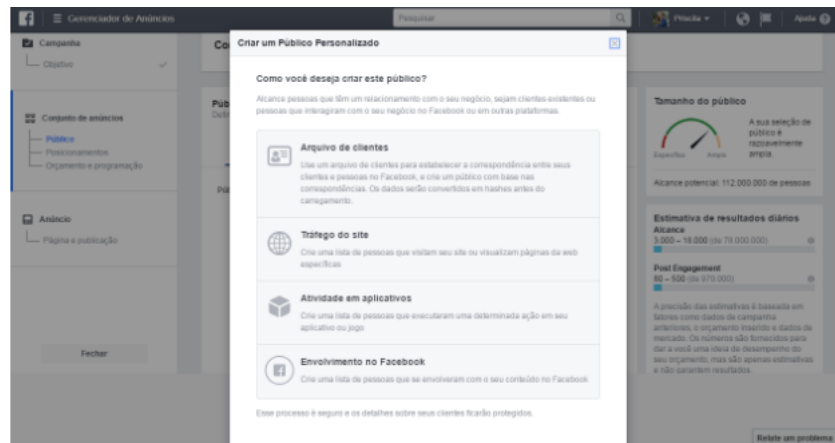 Gerenciador de Anúncios
Pesquisar
Priscila
Ajuda
Campanha
Objetivo
Conjunto de anúncios
Público
Posicionamentos
Orçamento e programação
Anúncio
Página e publicação
Fechar
Criar um Público Personalizado
Como você deseja criar este público?
Alcance pessoas que têm um relacionamento com o seu negócio, sejam clientes existentes ou
pessoas que interagiram com o seu negócio no Facebook ou em outras plataformas.
Arquivo de clientes
Use um arquivo de clientes para estabelecer a correspondência entre seus
clientes e pessoas no Facebook, e crie um público com base nas
correspondências. Os dados serão convertidos em hashes antes do
carregamento.
Tráfego do site
Crie uma lista de pessoas que visitam seu site ou visualizam páginas da web
específicas
Atividade em aplicativos
Crie uma lista de pessoas que executaram uma determinada ação em seu
aplicativo ou jogo
Envolvimento no Facebook
Crie uma lista de pessoas que se envolveram com o seu conteúdo no Facebook
Esse processo é seguro e os detalhes sobre seus clientes ficarão protegidos.
Tamanho do público
A sua seleção de
público é
razoavelmente
ampla.
Específico
Ampla
Alcance potencial: 112.000.000 de pessoas
Estimativa de resultados diários
Alcance
3.000 – 18.000 (de 78.000.000)
Post Engagement
60 – 500 (de 970.000)
A precisão das estimativas é baseada em
fatores como dados de campanha
anteriores, o orçamento inserido e dados de
mercado. Os números são fornecidos para
dar a você uma ideia de desempenho do
seu orçamento, mas são apenas estimativas
e não garantem resultados.
Relate um problema